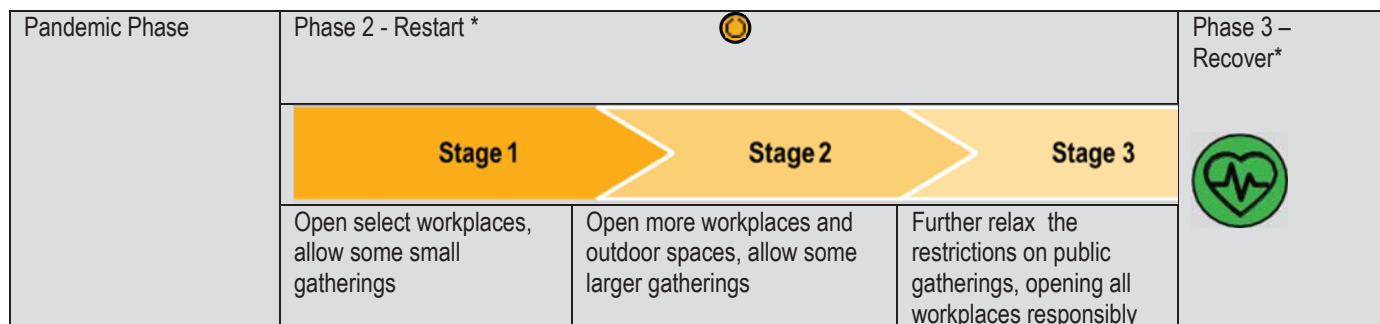 Pandemic Phase
Phase 2 - Restart *
Phase 3 –
Recover*
Stage 1
Stage 2
Stage 3
Open select workplaces,
allow some small
gatherings
Open more workplaces and
outdoor spaces, allow some
larger gatherings
Further relax the
restrictions on public
gatherings, opening all
workplaces responsibly